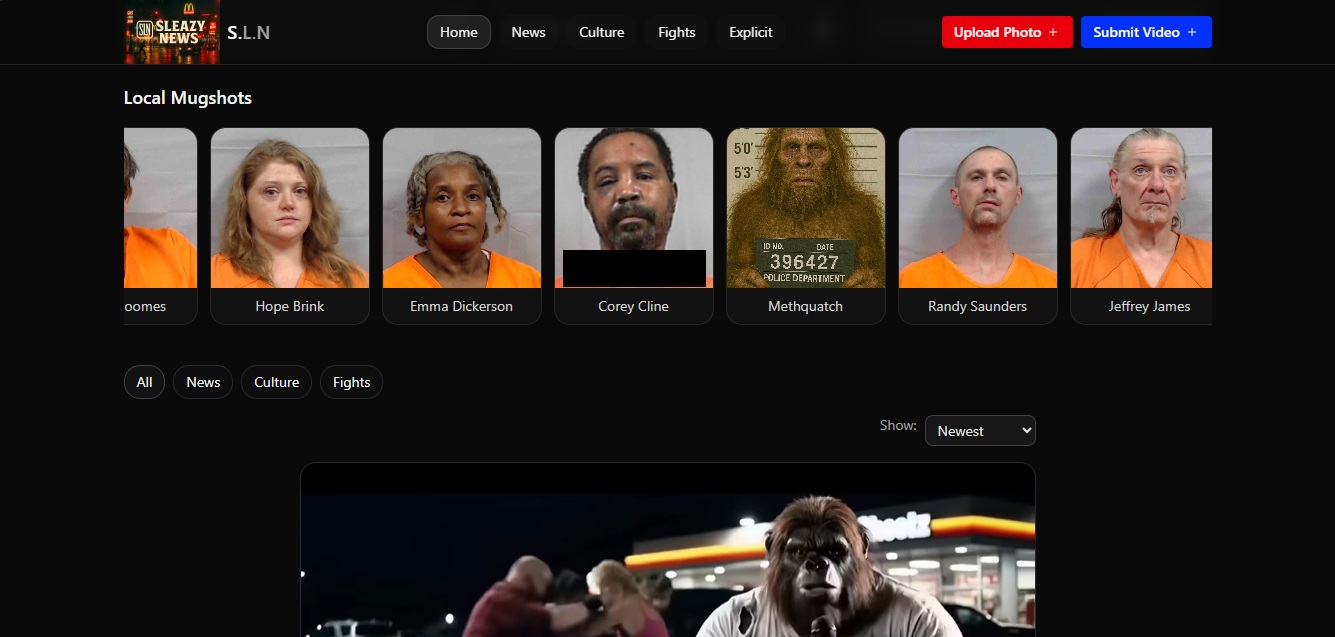 SLN SLEAZY
NEWS
S.L.N
Home
News
Culture
Fights
Explicit
Upload Photo +
Submit Video +
Local Mugshots
5'0'
5'3'
ID NO. DATE
396427
POLICE DEPARTMENT
oomes
Hope Brink
Emma Dickerson
Corey Cline
Methquatch
Randy Saunders
Jeffrey James
All
News
Culture
Fights
Show:
Newest